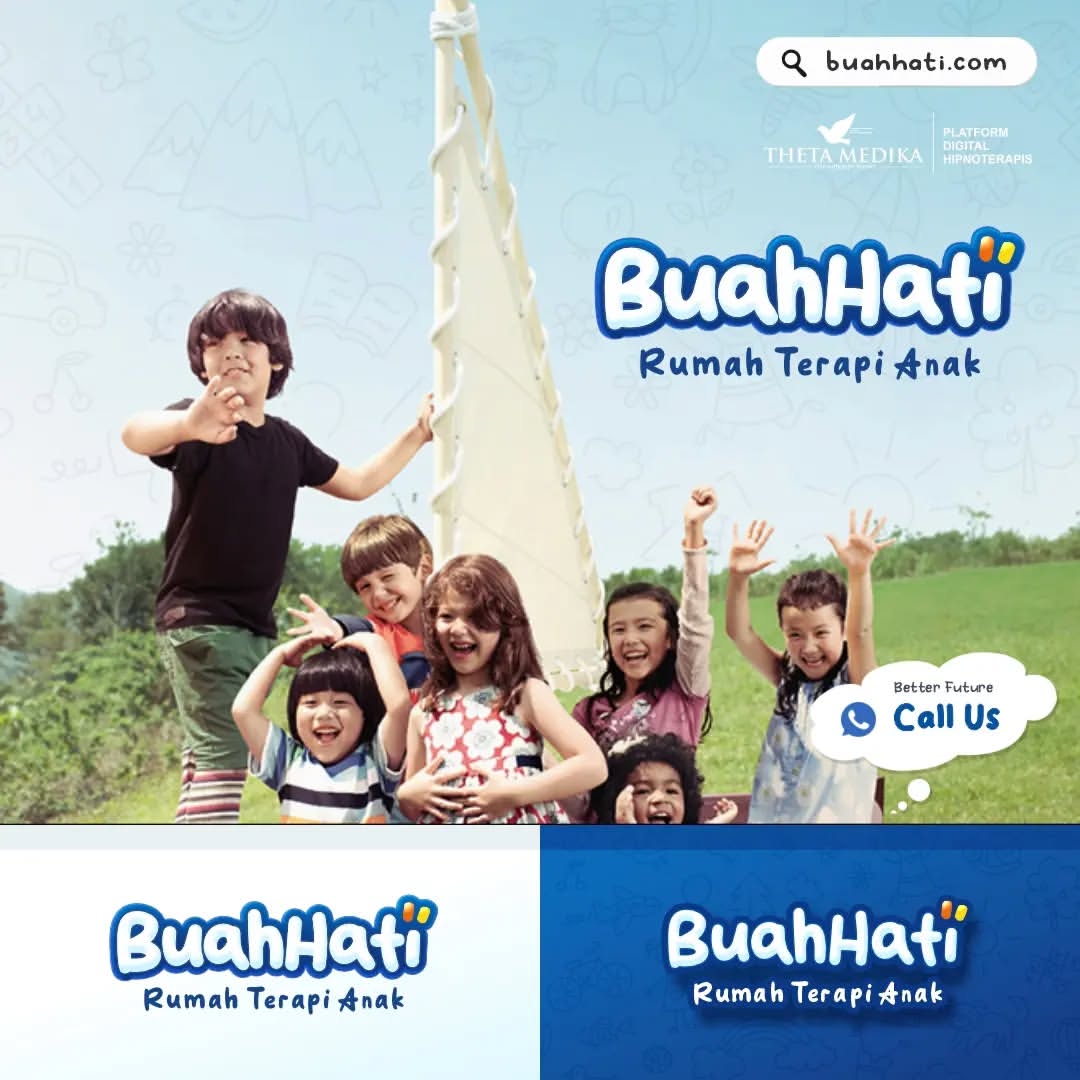 buahhati.com
THETA MEDIKA
PLATFORM
DIGITAL
HIPNOTERAPIS
BuahHati
Rumah Terapi Anak
Better Future
Call Us
BuahHati
Rumah Terapi Anak
BuahHati
Rumah Terapi Anak